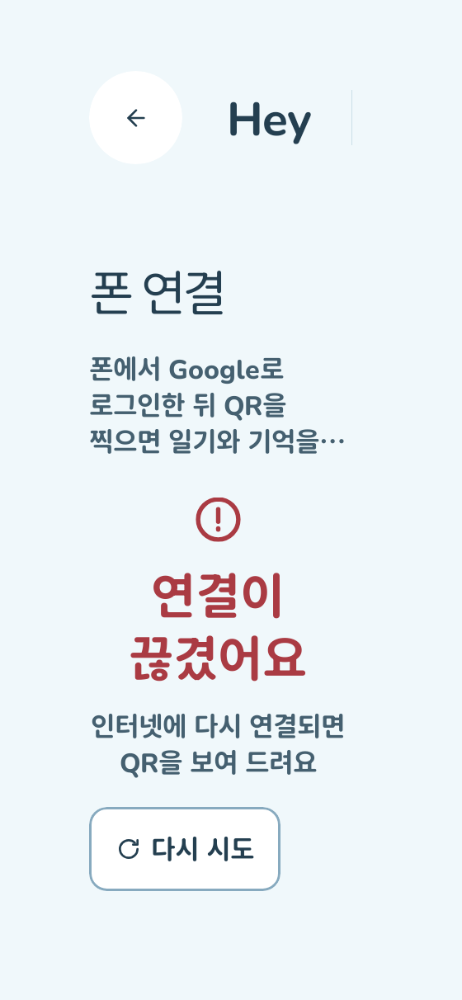 Hey
폰 연결
폰에서 Google로
로그인한 뒤 QR을
찍으면 일기와 기억을…
연결이
끊겼어요
인터넷에 다시 연결되면
QR을 보여 드려요
다시 시도